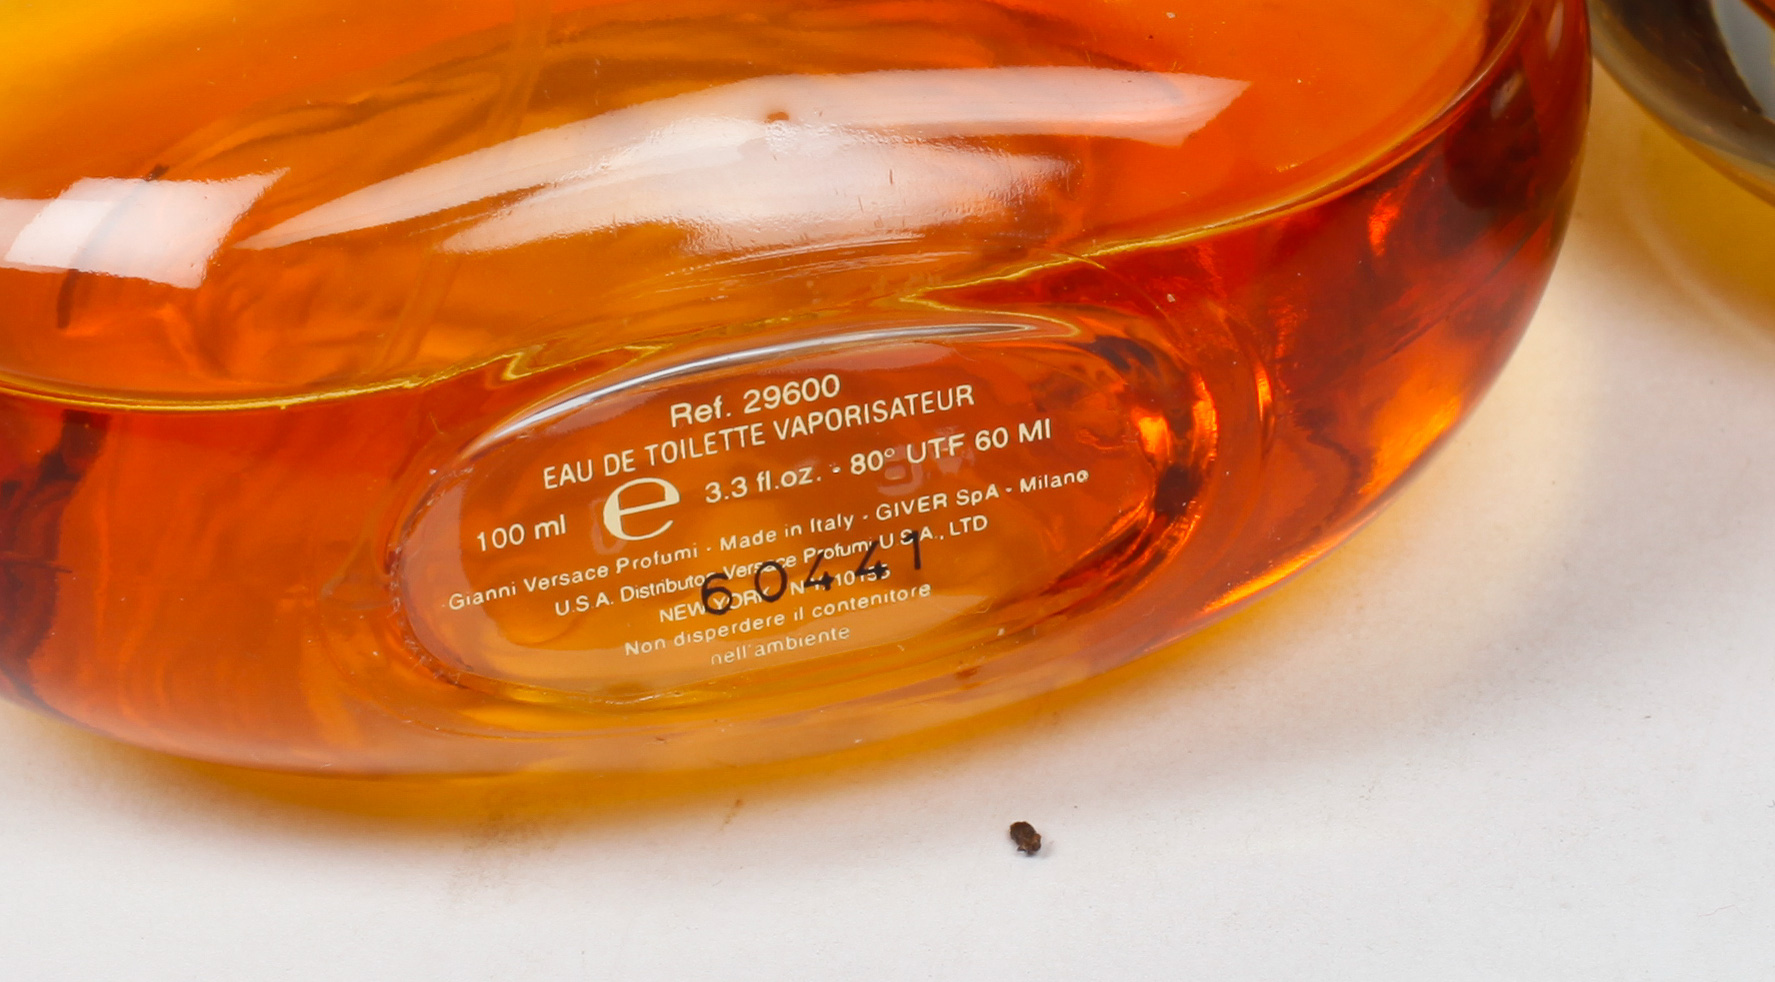 Ref. 29600
EAU DE TOILETTE VAPORISATEUR
100 ml e 3.3 fl.oz. - 80° UTF 60 Ml
Gianni Versace Profumi - Made in Italy - GIVER SpA - Milano
U.S.A. Distributor Versace Profumi U.S.A., LTD
NEW YORK
60441
Non disperdere il contenitore
nell'ambiente